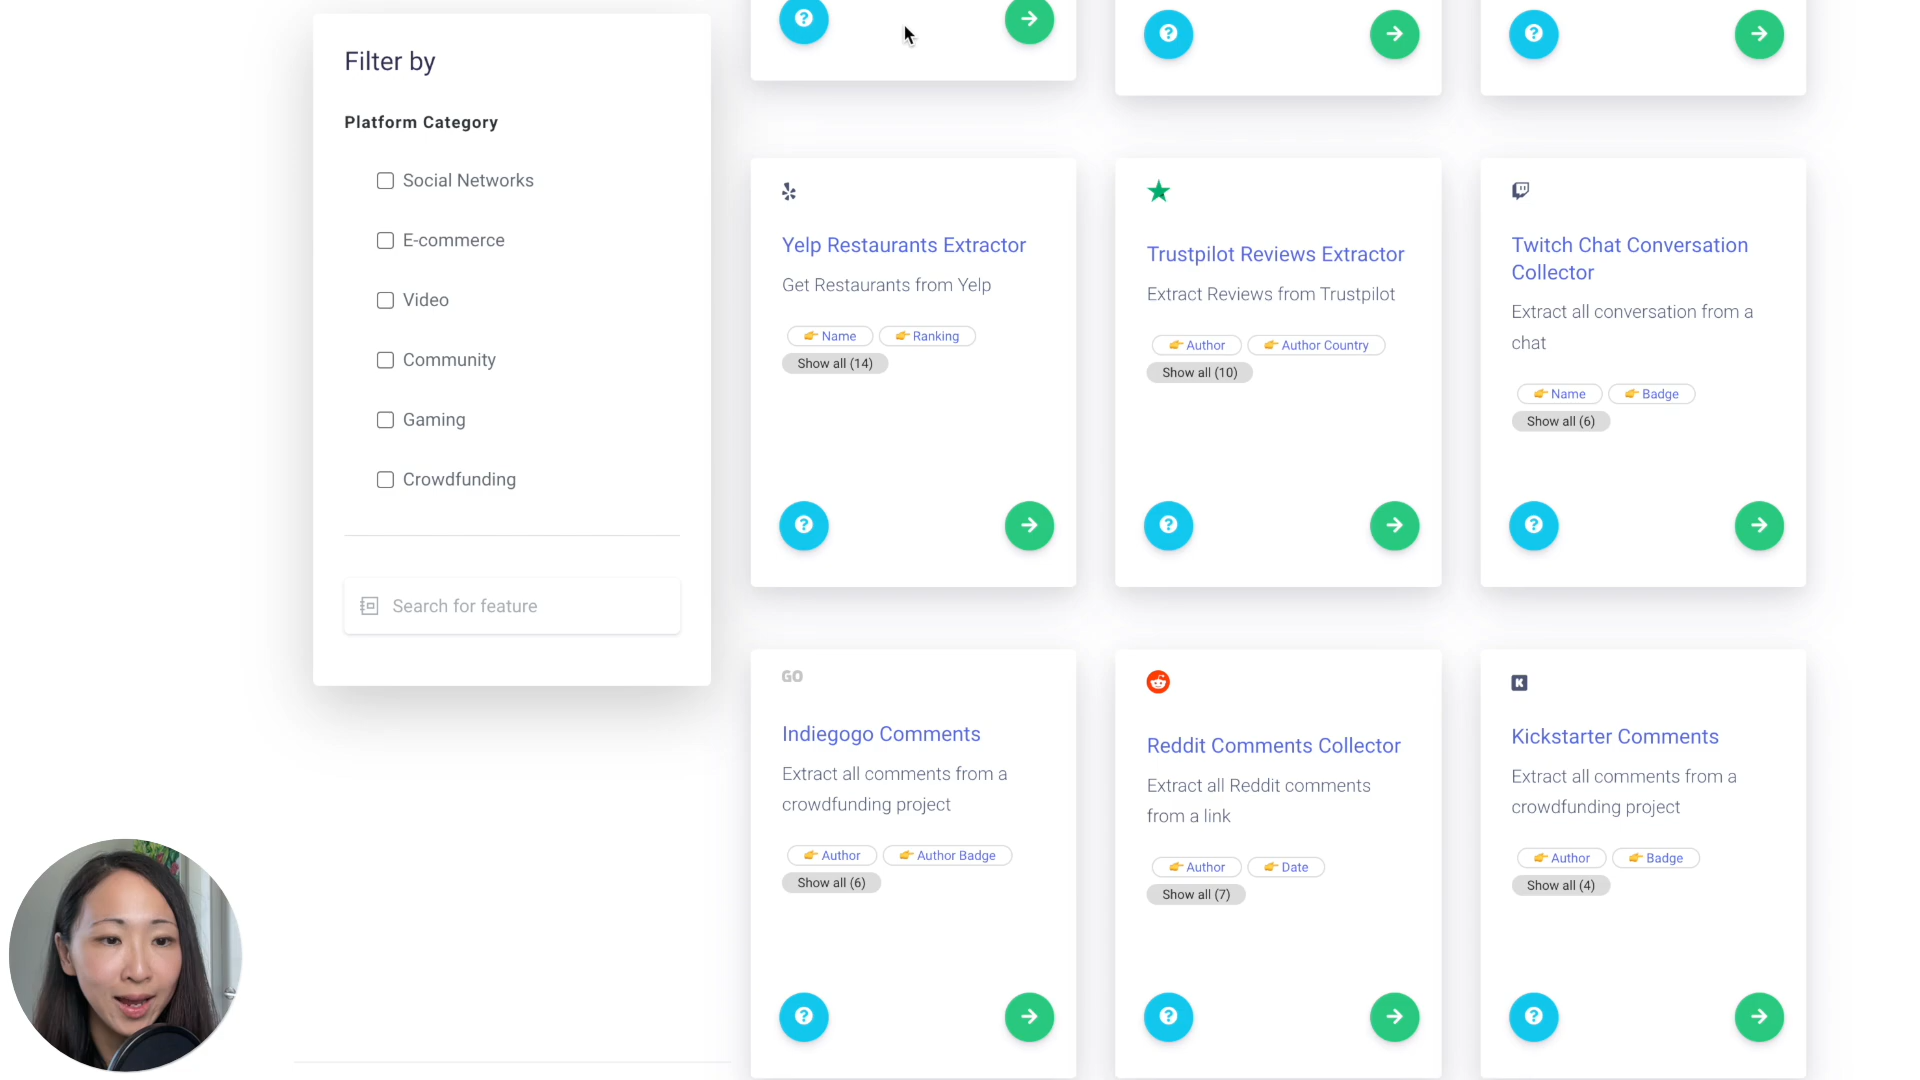 Filter by
Platform Category
Social Networks
E-commerce
Video
Community
Gaming
Crowdfunding
Search for feature
Yelp Restaurants Extractor
Get Restaurants from Yelp
👉 Name 👉 Ranking
Show all (14)
Trustpilot Reviews Extractor
Extract Reviews from Trustpilot
👉 Author 👉 Author Country
Show all (10)
Twitch Chat Conversation
Collector
Extract all conversation from a
chat
👉 Name 👉 Badge
Show all (6)
GO
Indiegogo Comments
Extract all comments from a
crowdfunding project
👉 Author 👉 Author Badge
Show all (6)
Reddit Comments Collector
Extract all Reddit comments
from a link
👉 Author 👉 Date
Show all (7)
K
Kickstarter Comments
Extract all comments from a
crowdfunding project
👉 Author 👉 Badge
Show all (4)